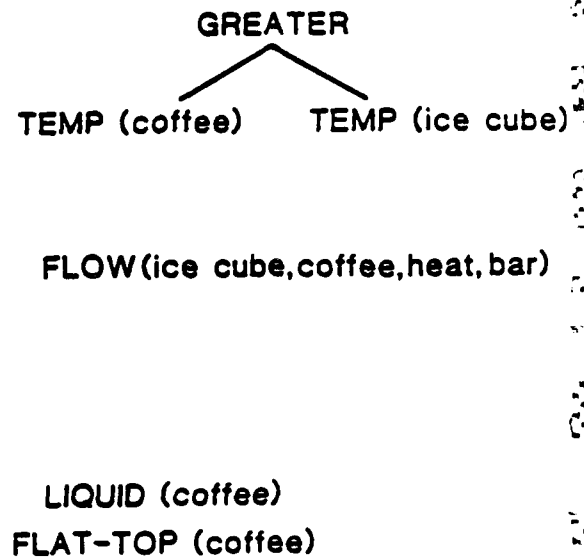 GREATER
TEMP (coffee) TEMP (ice cube)
FLOW(ice cube,coffee,heat,bar)
LIQUID (coffee)
FLAT-TOP (coffee)